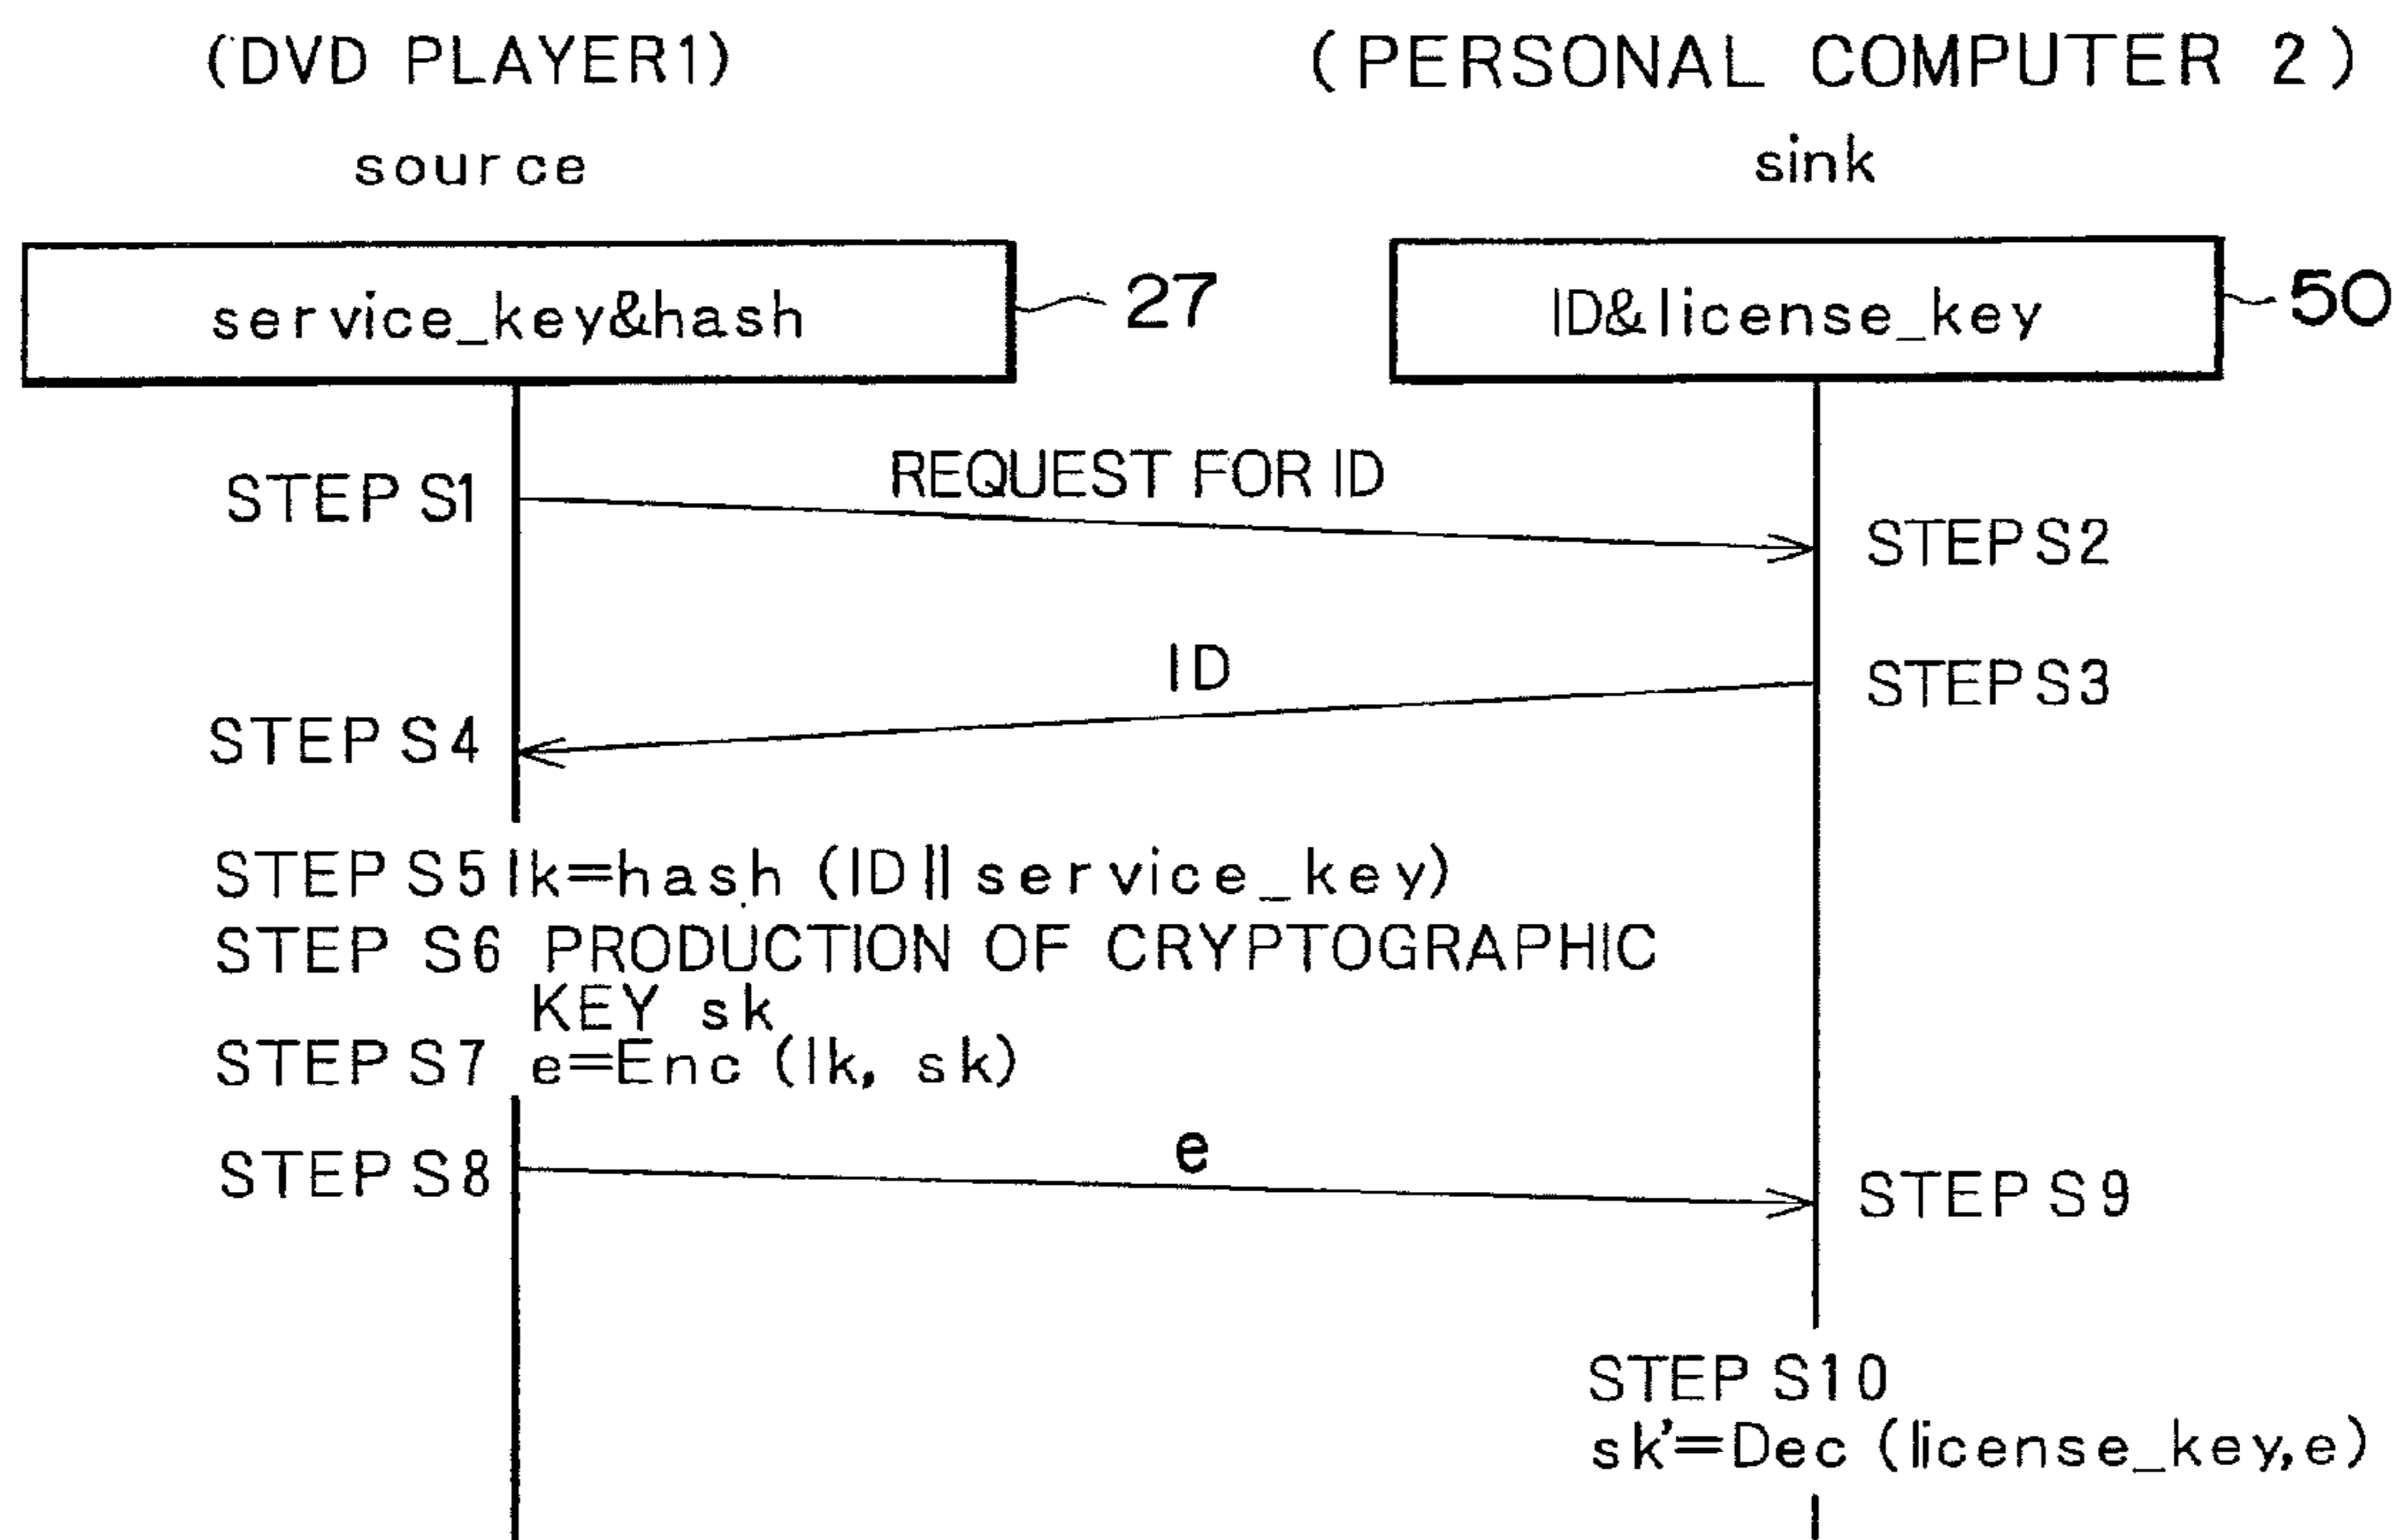 (DVD PLAYER1)
(PERSONAL COMPUTER 2)
source
sink
service_key&hash
27
ID&license_key
50
STEP S1
REQUEST FOR ID
STEP S2
ID
STEP S3
STEP S4
STEP S5 lk=hash (ID || service_key)
STEP S6 PRODUCTION OF CRYPTOGRAPHIC
KEY sk
STEP S7 e=Enc (lk, sk)
STEP S8
e
STEP S9
STEP S10
sk'=Dec (license_key,e)